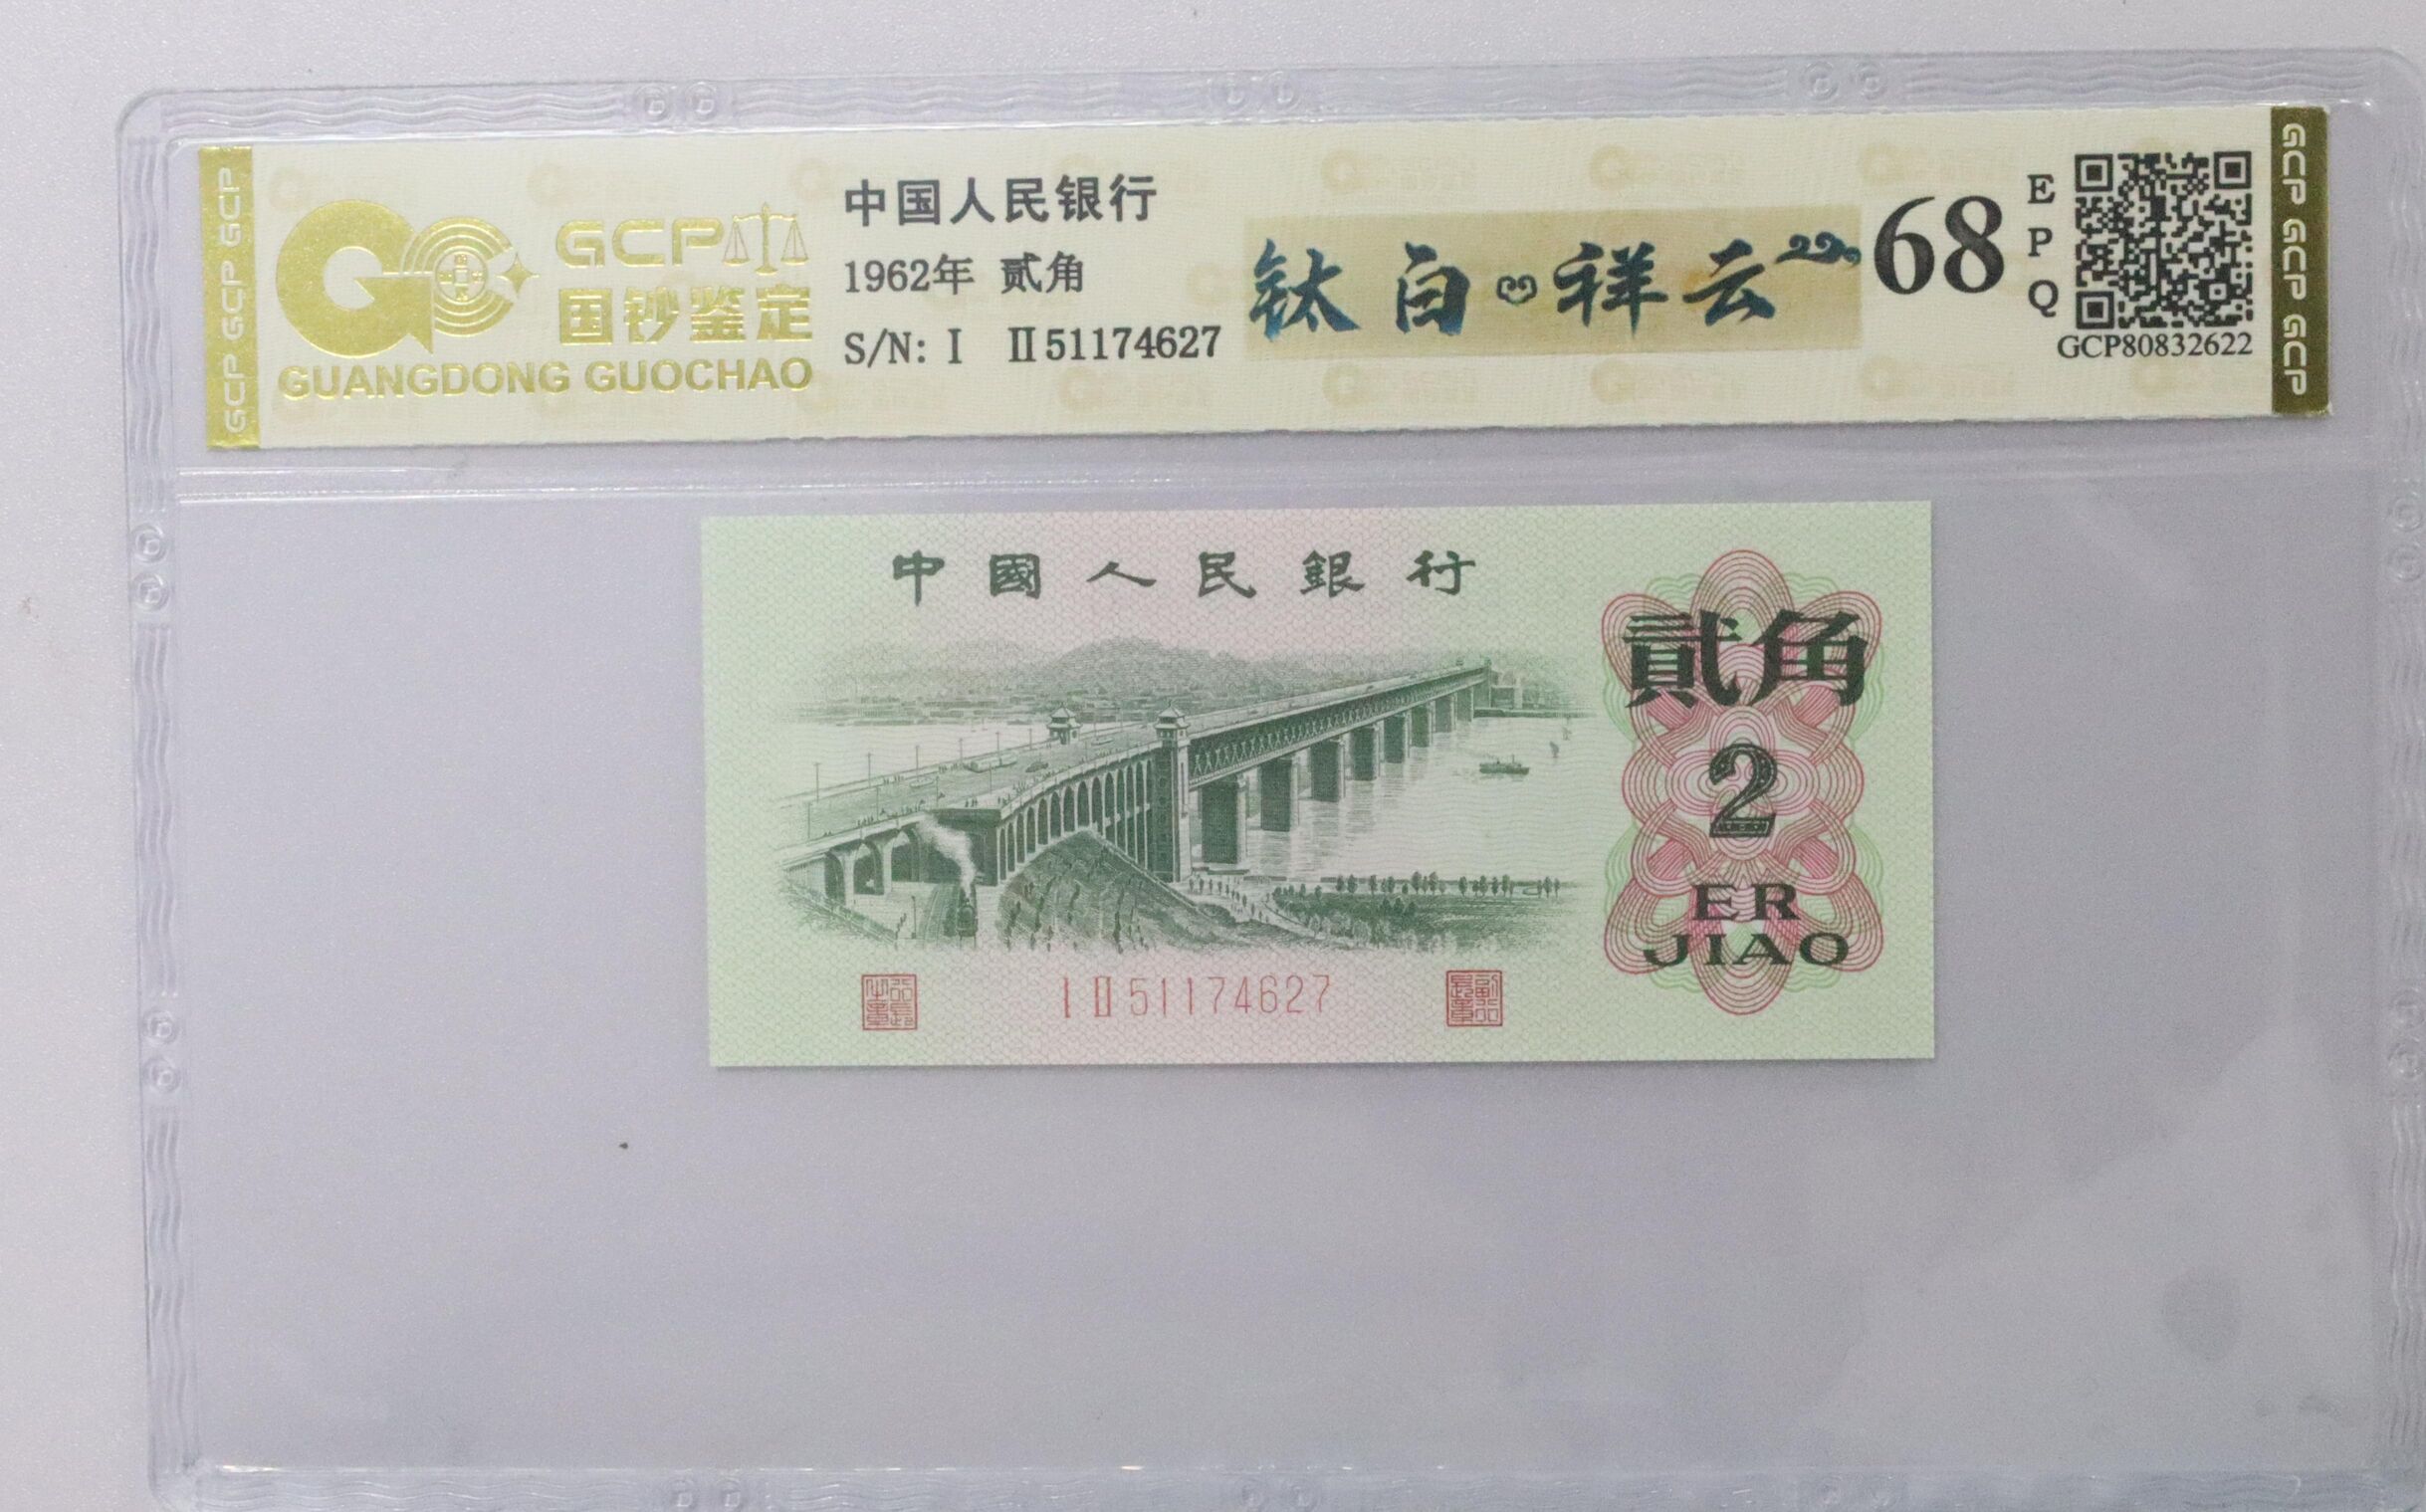 GCP GCP GCP
GCP
国钞鉴定
GUANGDONG GUOCHAO
中国人民银行
1962年 贰角
S/N: I II51174627
钛白祥云
68
EPQ
GCP80832622
GCP GCP GCP
中國人民銀行
貳角
2
ER
JIAO
I II 51174627